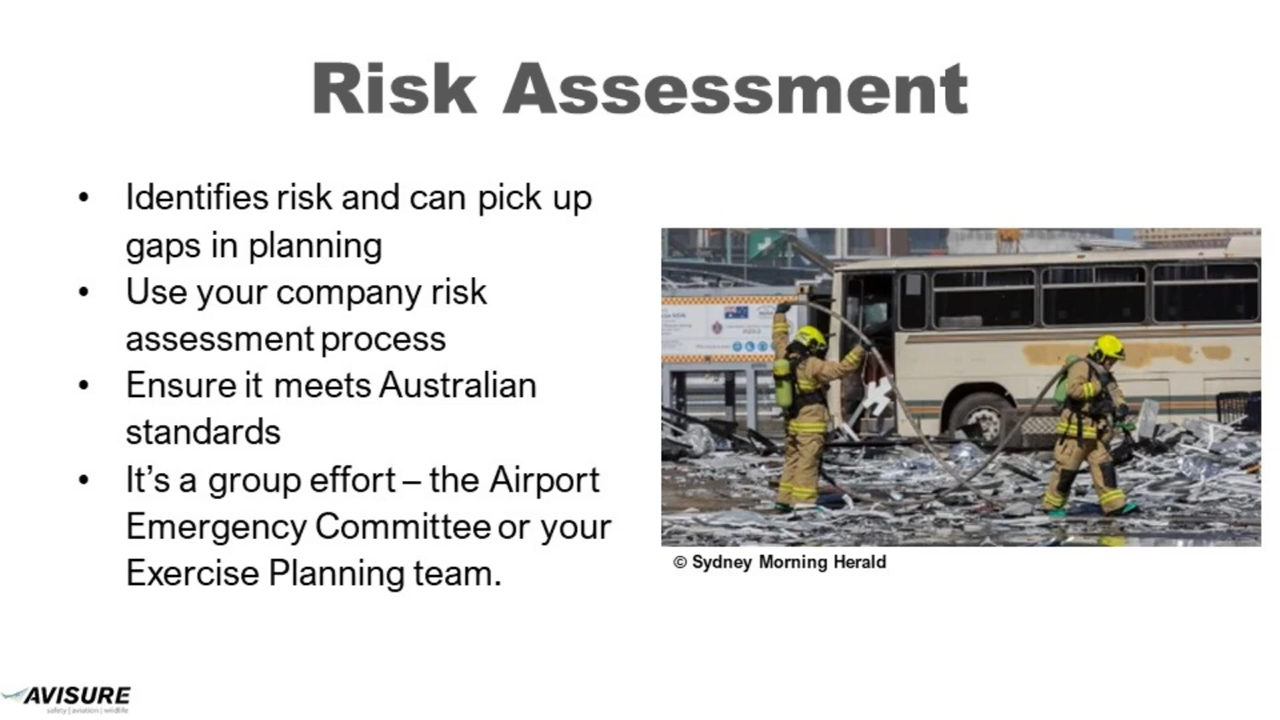 Risk Assessment
• Identifies risk and can pick up
gaps in planning
• Use your company risk
assessment process
• Ensure it meets Australian
standards
• It’s a group effort – the Airport
Emergency Committee or your
Exercise Planning team.
© Sydney Morning Herald
AVISURE
safety | aviation | wildlife